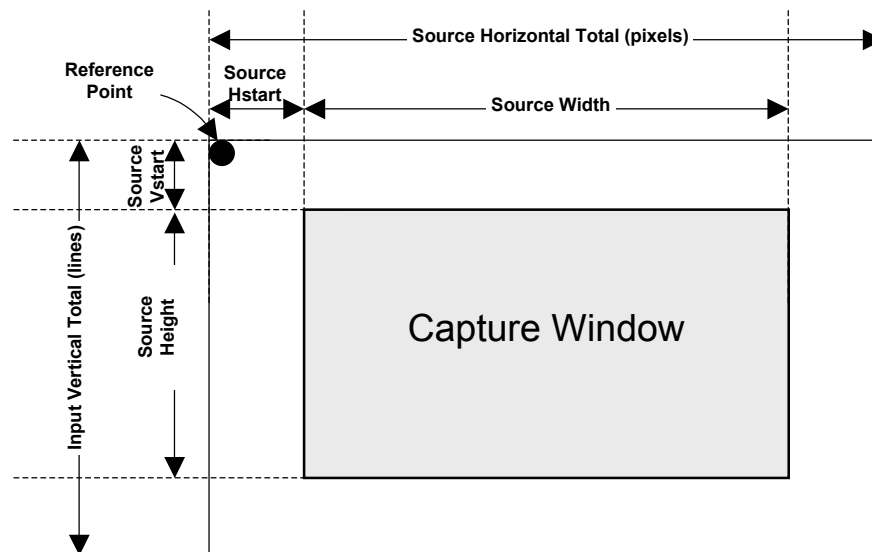 Source Horizontal Total (pixels)
Reference
Point
Source
Hstart
Source Width
Source
Vstart
Source
Height
Input Vertical Total (lines)
Capture Window